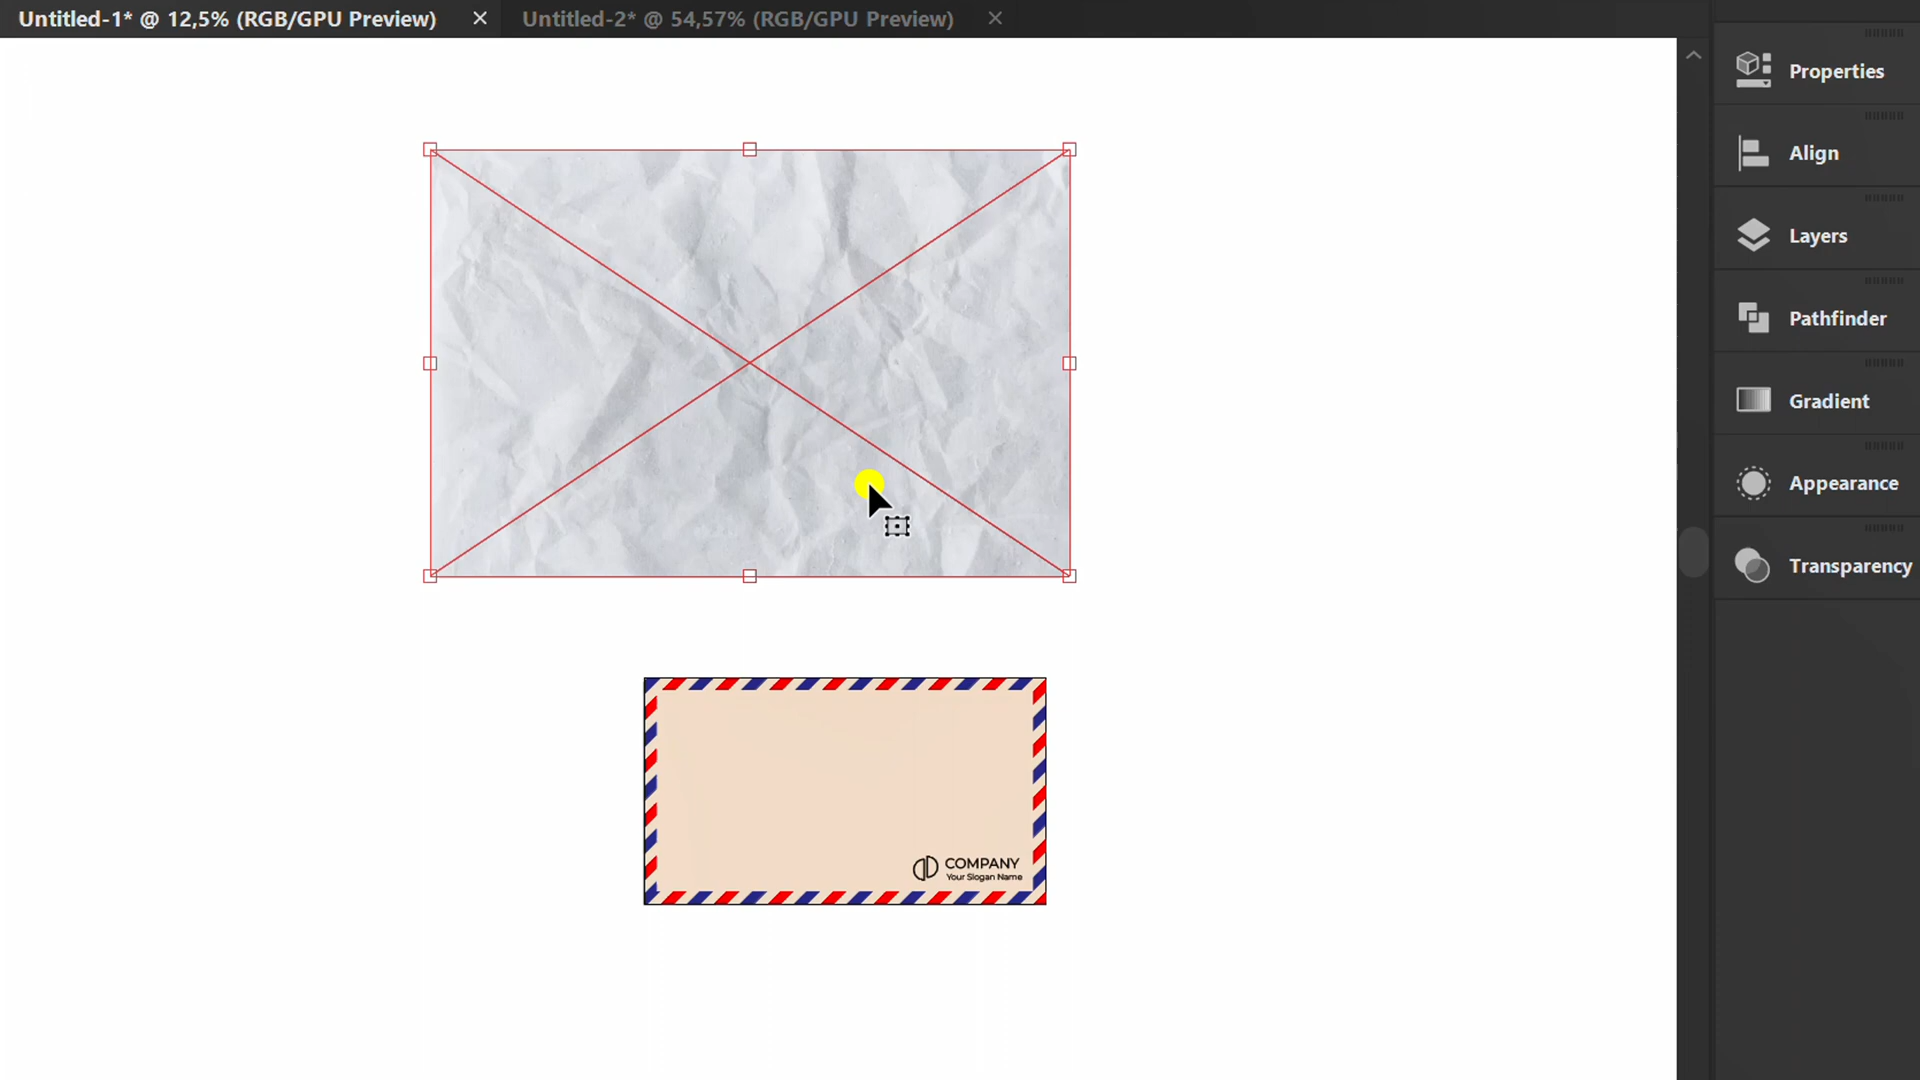 Untitled-1* @ 12,5% (RGB/GPU Preview)
Untitled-2* @ 54,57% (RGB/GPU Preview)
Properties
Align
Layers
Pathfinder
Gradient
Appearance
Transparency
COMPANY
Your Slogan Name